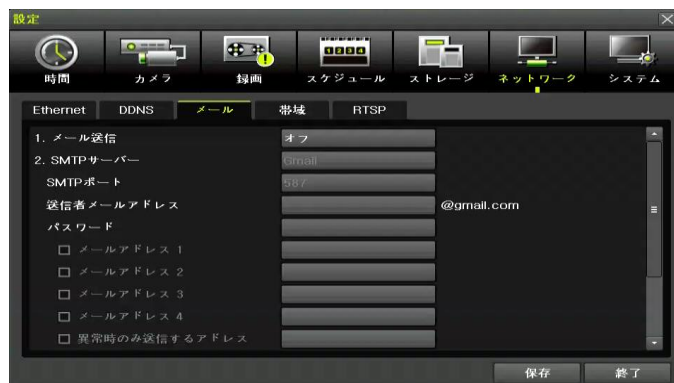 設定
時間 カメラ 録画 スケジュール ストレージ ネットワーク システム
Ethernet DDNS メール 帯域 RTSP
1. メール送信 オフ
2. SMTPサーバー Gmail
SMTPポート 587
送信者メールアドレス @gmail.com
パスワード
メールアドレス 1
メールアドレス 2
メールアドレス 3
メールアドレス 4
異常時のみ送信するアドレス
保存 終了